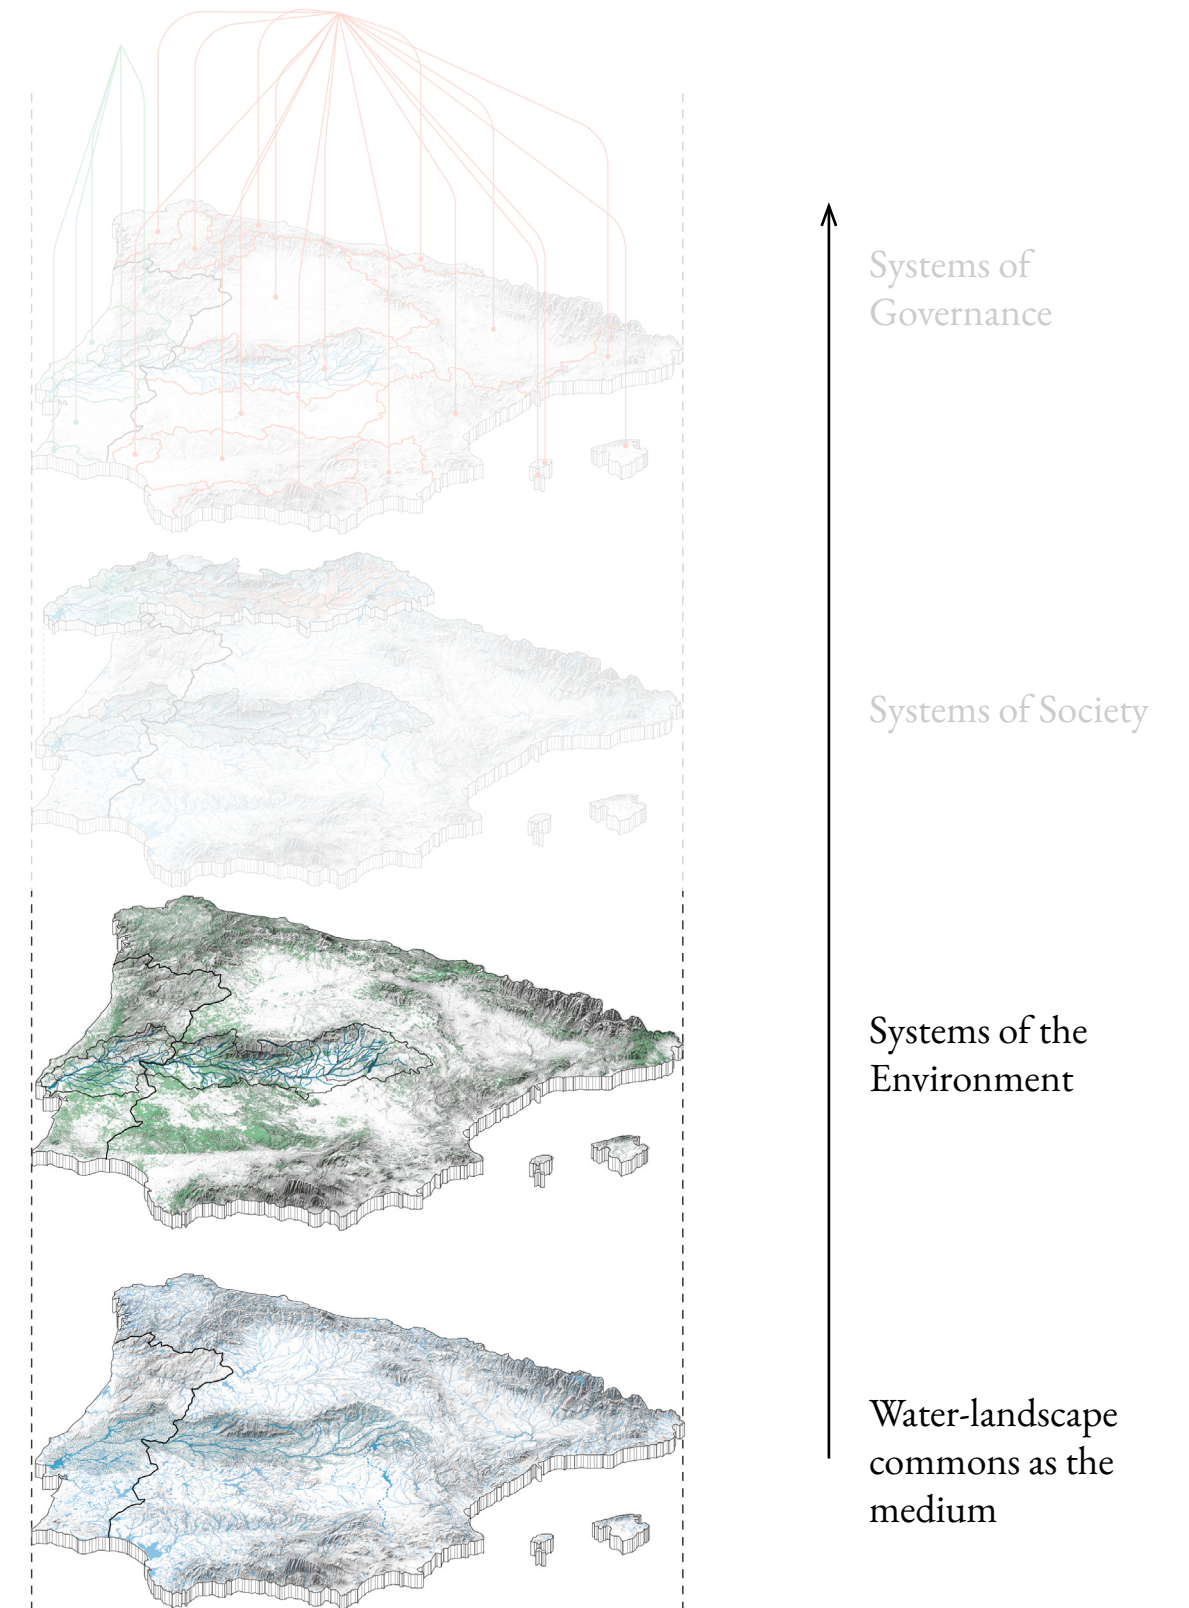 Systems of
Governance
Systems of Society
Systems of the
Environment
Water-landscape
commons as the
medium